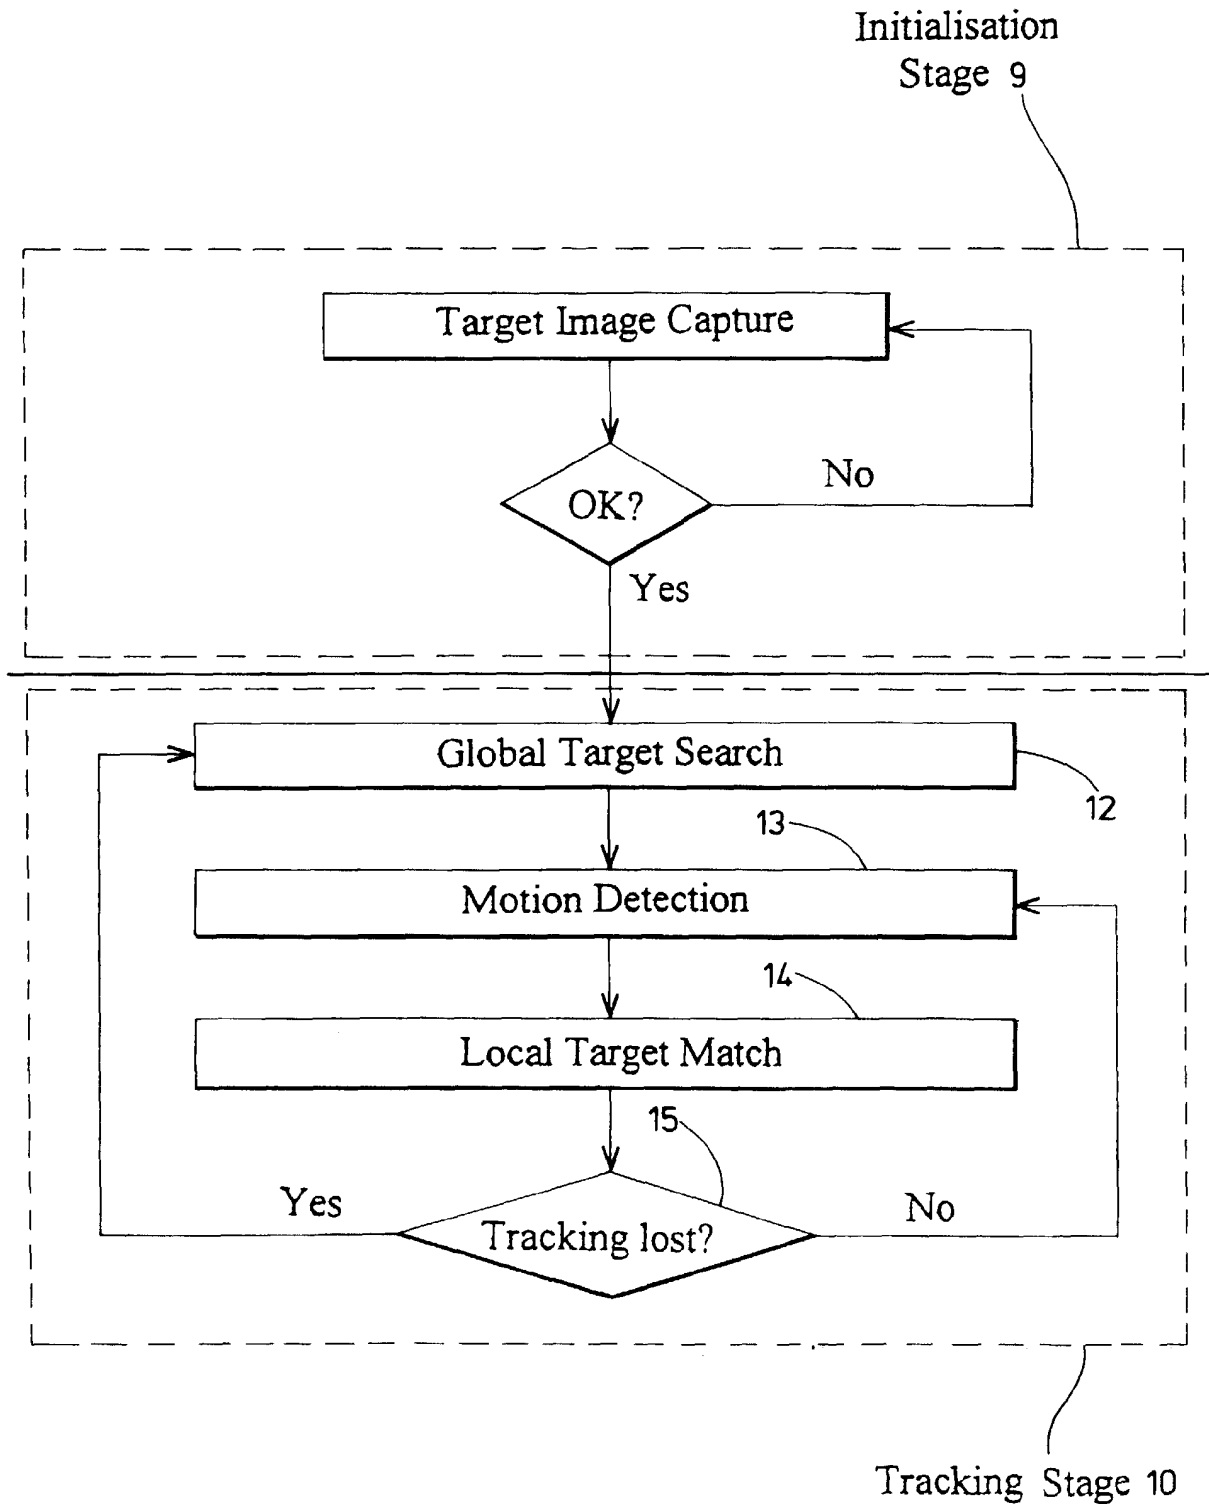 Initialisation
Stage 9
Target Image Capture
No
OK?
Yes
Global Target Search
12
13
Motion Detection
14
Local Target Match
15
Yes
No
Tracking lost?
Tracking Stage 10